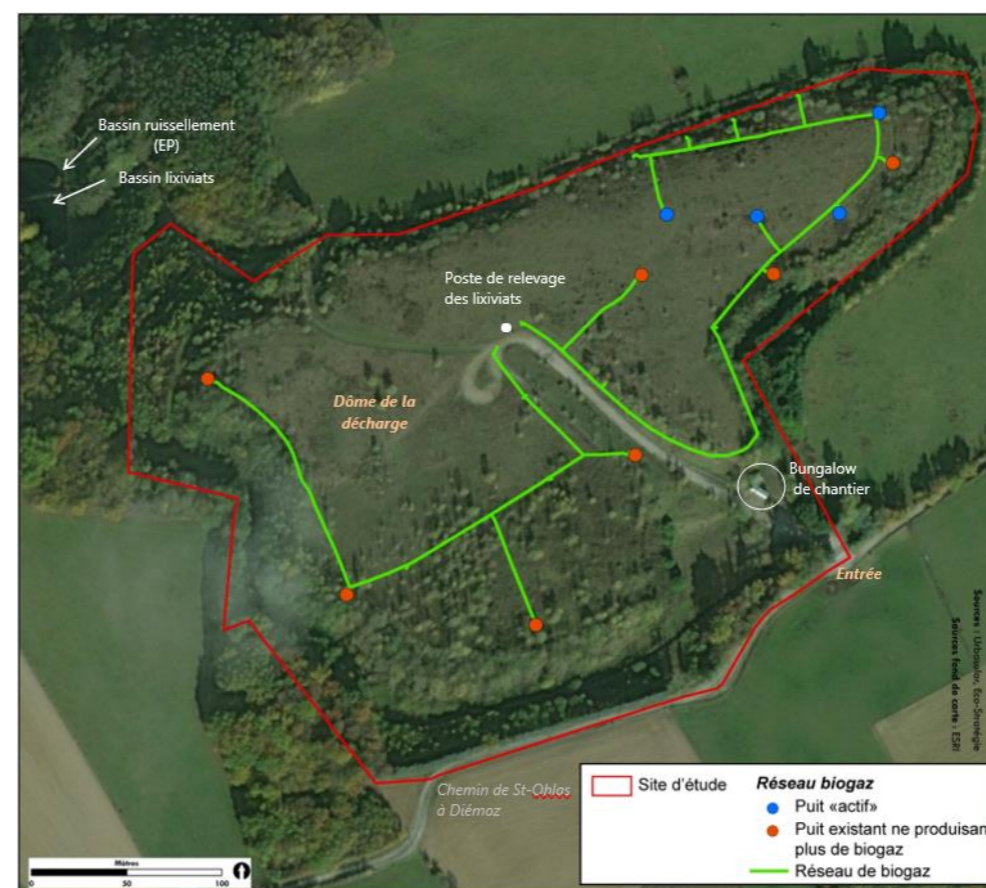 Bassin ruissellement
(EP)
Bassin lixiviats
Poste de relevage
des lixiviats
Dôme de la
décharge
Bungalow
de chantier
Entrée
Chemin de St-Ohlas
à Diémoz
Sources : Urbasolar, Eco-Stratégie
Sources fond de carte : ESRI
Site d'étude
Réseau biogaz
Puit «actif»
Puit existant ne produisan
plus de biogaz
Réseau de biogaz
Mètres
0 50 100